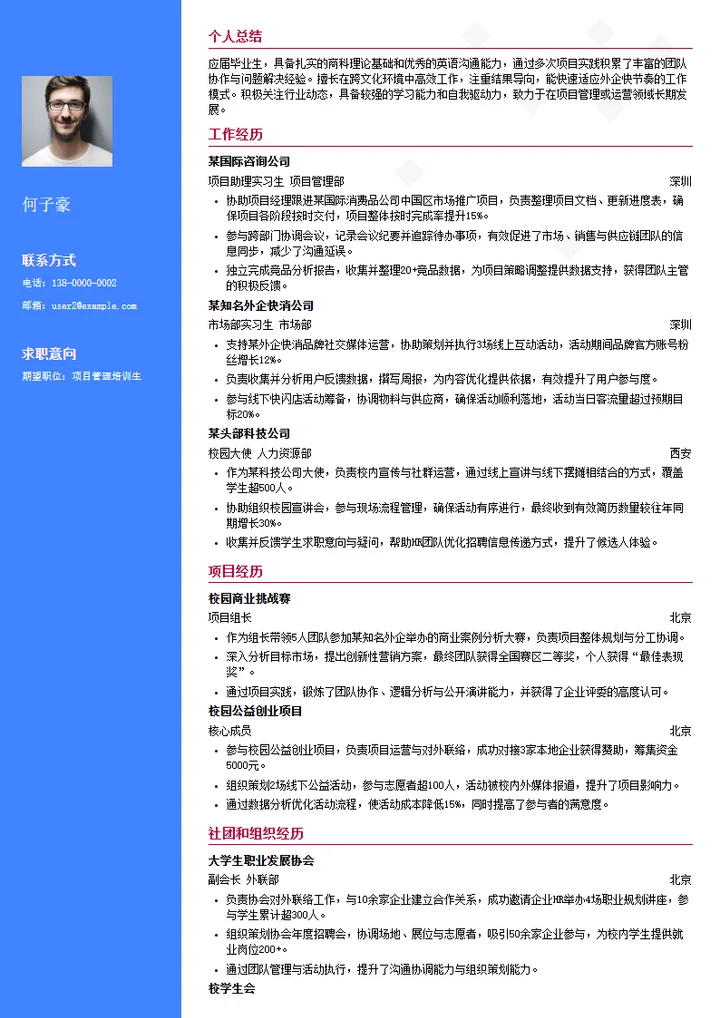 何子豪
联系方式
电话：138-0000-0002
邮箱：user2@example.com
求职意向
期望职位：项目管理培训生
个人总结
应届毕业生，具备扎实的商科理论基础和优秀的英语沟通能力，通过多次项目实践积累了丰富的团队
协作与问题解决经验。擅长在跨文化环境中高效工作，注重结果导向，能快速适应外企快节奏的工作
模式。积极关注行业动态，具备较强的学习能力和自我驱动力，致力于在项目管理或运营领域长期发
展。
工作经历
某国际咨询公司
项目助理实习生 项目管理部 深圳
• 协助项目经理跟进某国际消费品公司中国区市场推广项目，负责整理项目文档、更新进度表，确
保项目各阶段按时交付，项目整体按时完成率提升15%。
• 参与跨部门协调会议，记录会议纪要并追踪待办事项，有效促进了市场、销售与供应链团队的信
息同步，减少了沟通延误。
• 独立完成竞品分析报告，收集并整理20+竞品数据，为项目策略调整提供数据支持，获得团队主管
的积极反馈。
某知名外企快消公司
市场部实习生 市场部 深圳
• 支持某外企快消品牌社交媒体运营，协助策划并执行3场线上互动活动，活动期间品牌官方账号粉
丝增长12%。
• 负责收集并分析用户反馈数据，撰写周报，为内容优化提供依据，有效提升了用户参与度。
• 参与线下快闪店活动筹备，协调物料与供应商，确保活动顺利落地，活动当日客流量超过预期目
标20%。
某头部科技公司
校园大使 人力资源部 西安
• 作为某科技公司大使，负责校内宣传与社群运营，通过线上宣讲与线下摆摊相结合的方式，覆盖
学生超500人。
• 协助组织校园宣讲会，参与现场流程管理，确保活动有序进行，最终收到有效简历数量较往年同
期增长30%。
• 收集并反馈学生求职意向与疑问，帮助HR团队优化招聘信息传递方式，提升了候选人体验。
项目经历
校园商业挑战赛
项目组长 北京
• 作为组长带领5人团队参加某知名外企举办的商业案例分析大赛，负责项目整体规划与分工协调。
• 深入分析目标市场，提出创新性营销方案，最终团队获得全国赛区二等奖，个人获得“最佳表现
奖”。
• 通过项目实践，锻炼了团队协作、逻辑分析与公开演讲能力，并获得了企业评委的高度认可。
校园公益创业项目
核心成员 北京
• 参与校园公益创业项目，负责项目运营与对外联络，成功对接3家本地企业获得赞助，筹集资金
5000元。
• 组织策划2场线下公益活动，参与志愿者超100人，活动被校内外媒体报道，提升了项目影响力。
• 通过数据分析优化活动流程，使活动成本降低15%，同时提高了参与者的满意度。
社团和组织经历
大学生职业发展协会
副会长 外联部 北京
• 负责协会对外联络工作，与10余家企业建立合作关系，成功邀请企业HR举办4场职业规划讲座，参
与学生累计超300人。
• 组织策划协会年度招聘会，协调场地、展位与志愿者，吸引50余家企业参与，为校内学生提供就
业岗位200+。
• 通过团队管理与活动执行，提升了沟通协调能力与组织策划能力。
校学生会